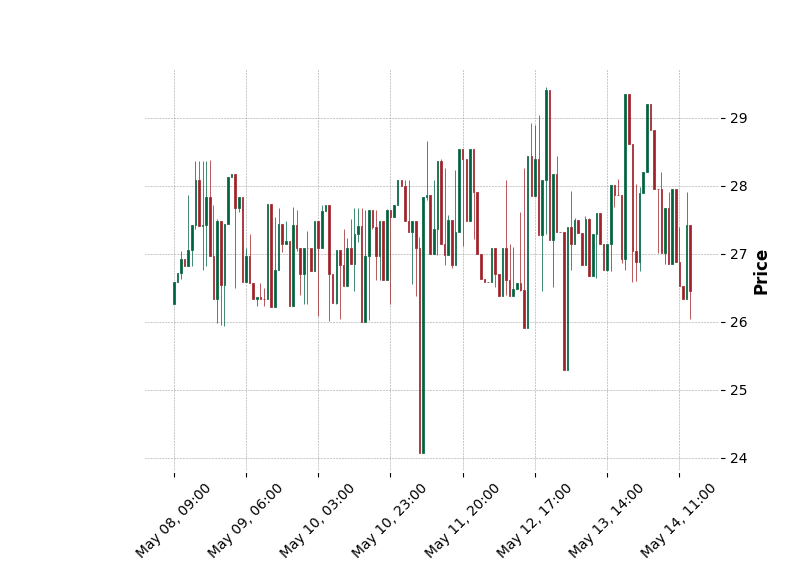 29
28
27
26
25
24
Price
May 08, 09:00
May 09, 06:00
May 10, 03:00
May 10, 23:00
May 11, 20:00
May 12, 17:00
May 13, 14:00
May 14, 11:00